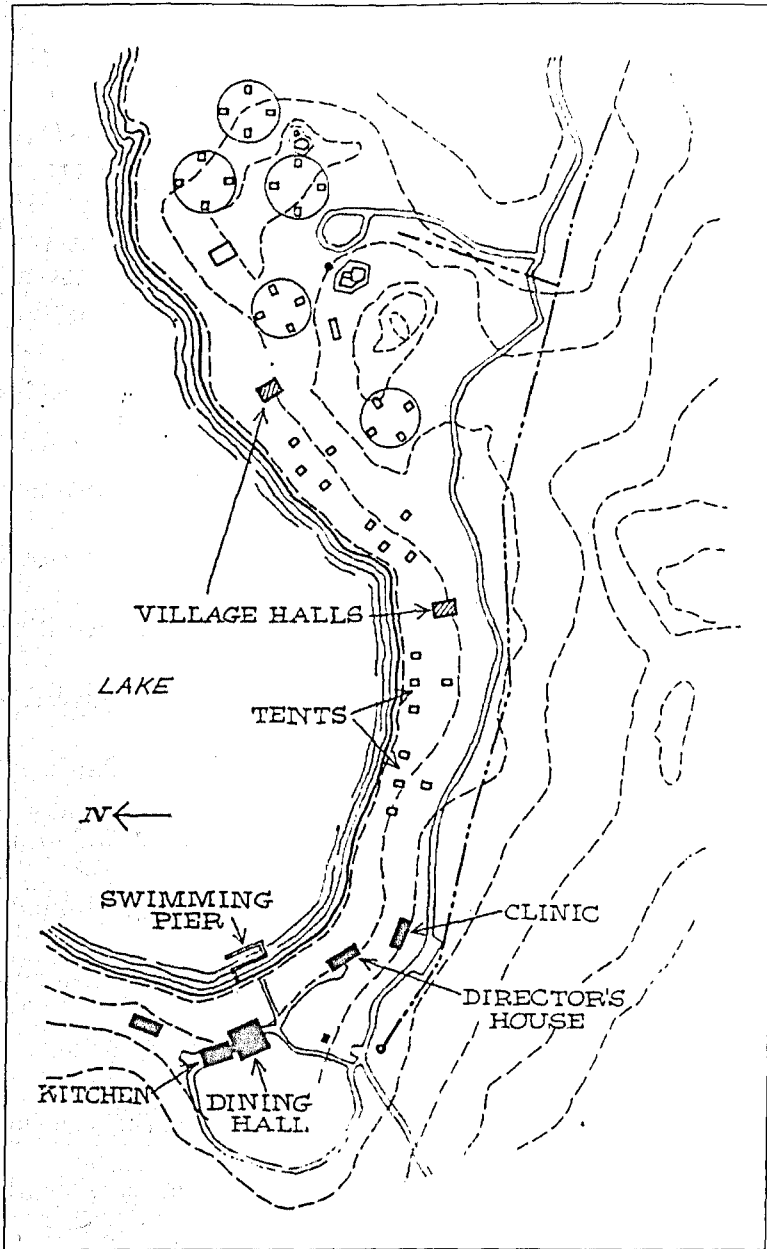 VILLAGE HALLS
LAKE
TENTS
N
SWIMMING
PIER
CLINIC
DIRECTOR'S
HOUSE
KITCHEN
DINING
HALL